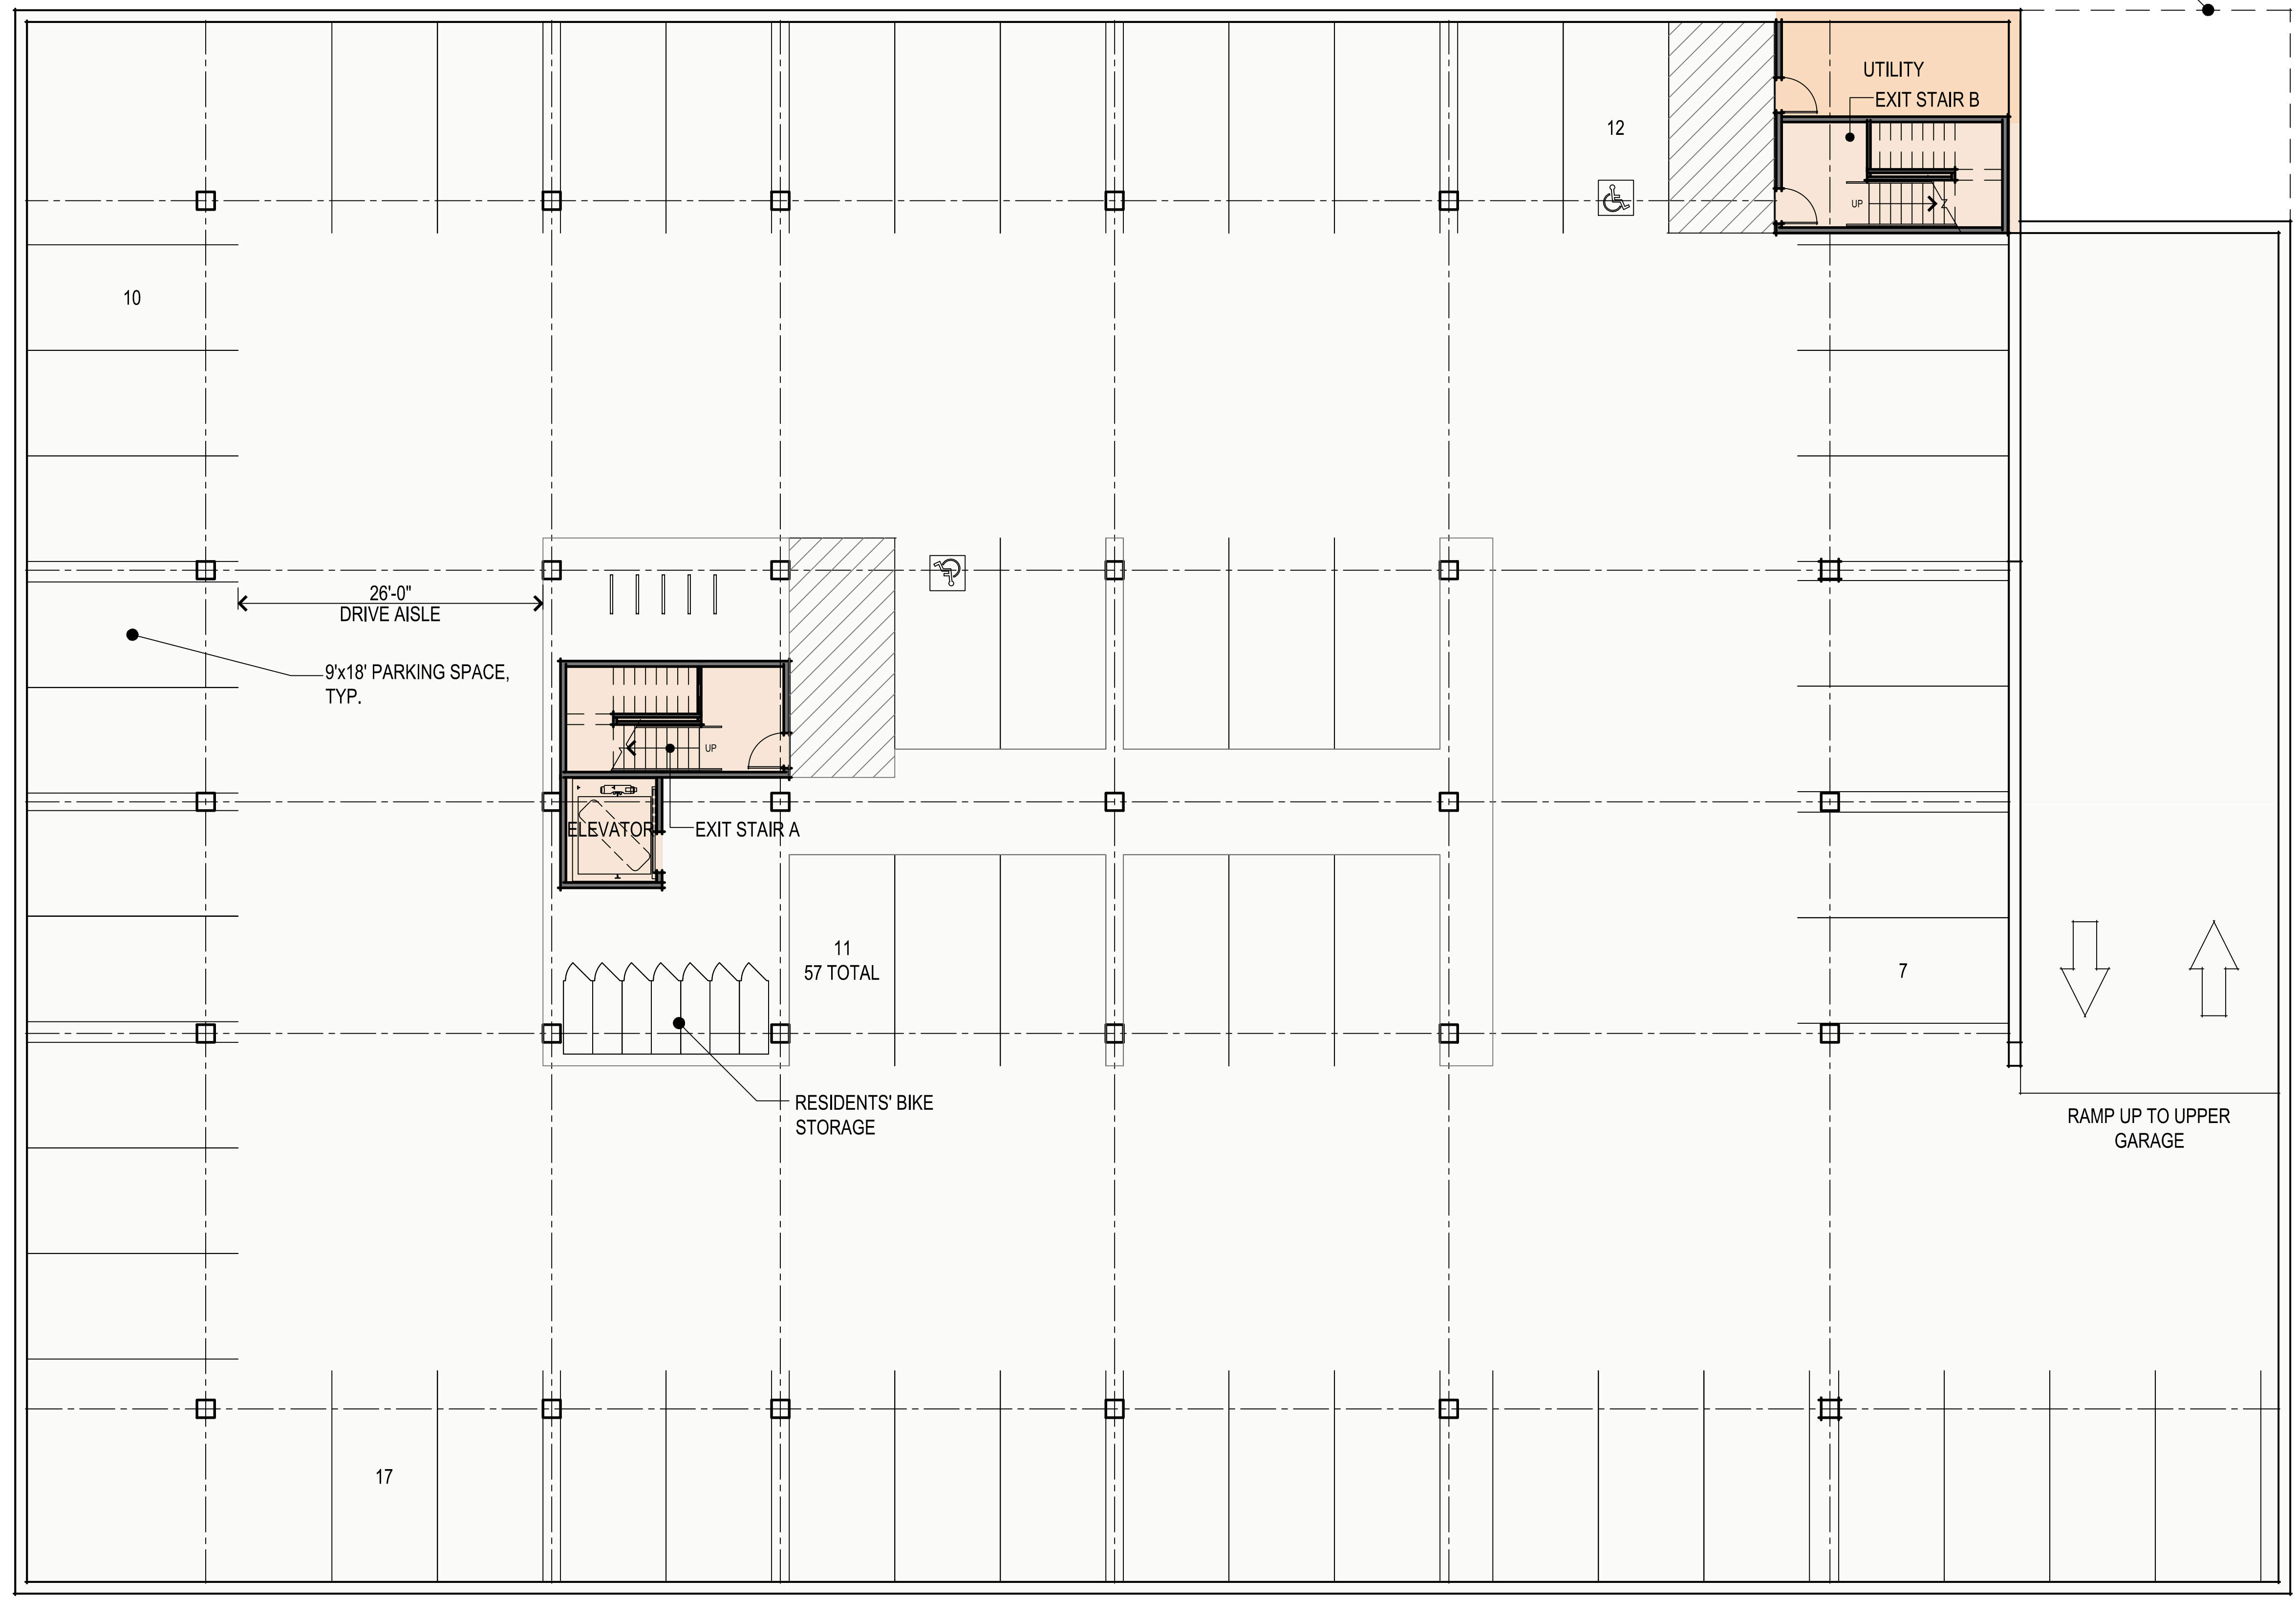 UTILITY
EXIT STAIR B
12
UP
10
26'-0"
DRIVE AISLE
9'x18' PARKING SPACE,
TYP.
UP
ELEVATOR
EXIT STAIR A
11
57 TOTAL
7
RESIDENTS' BIKE
STORAGE
RAMP UP TO UPPER
GARAGE
17